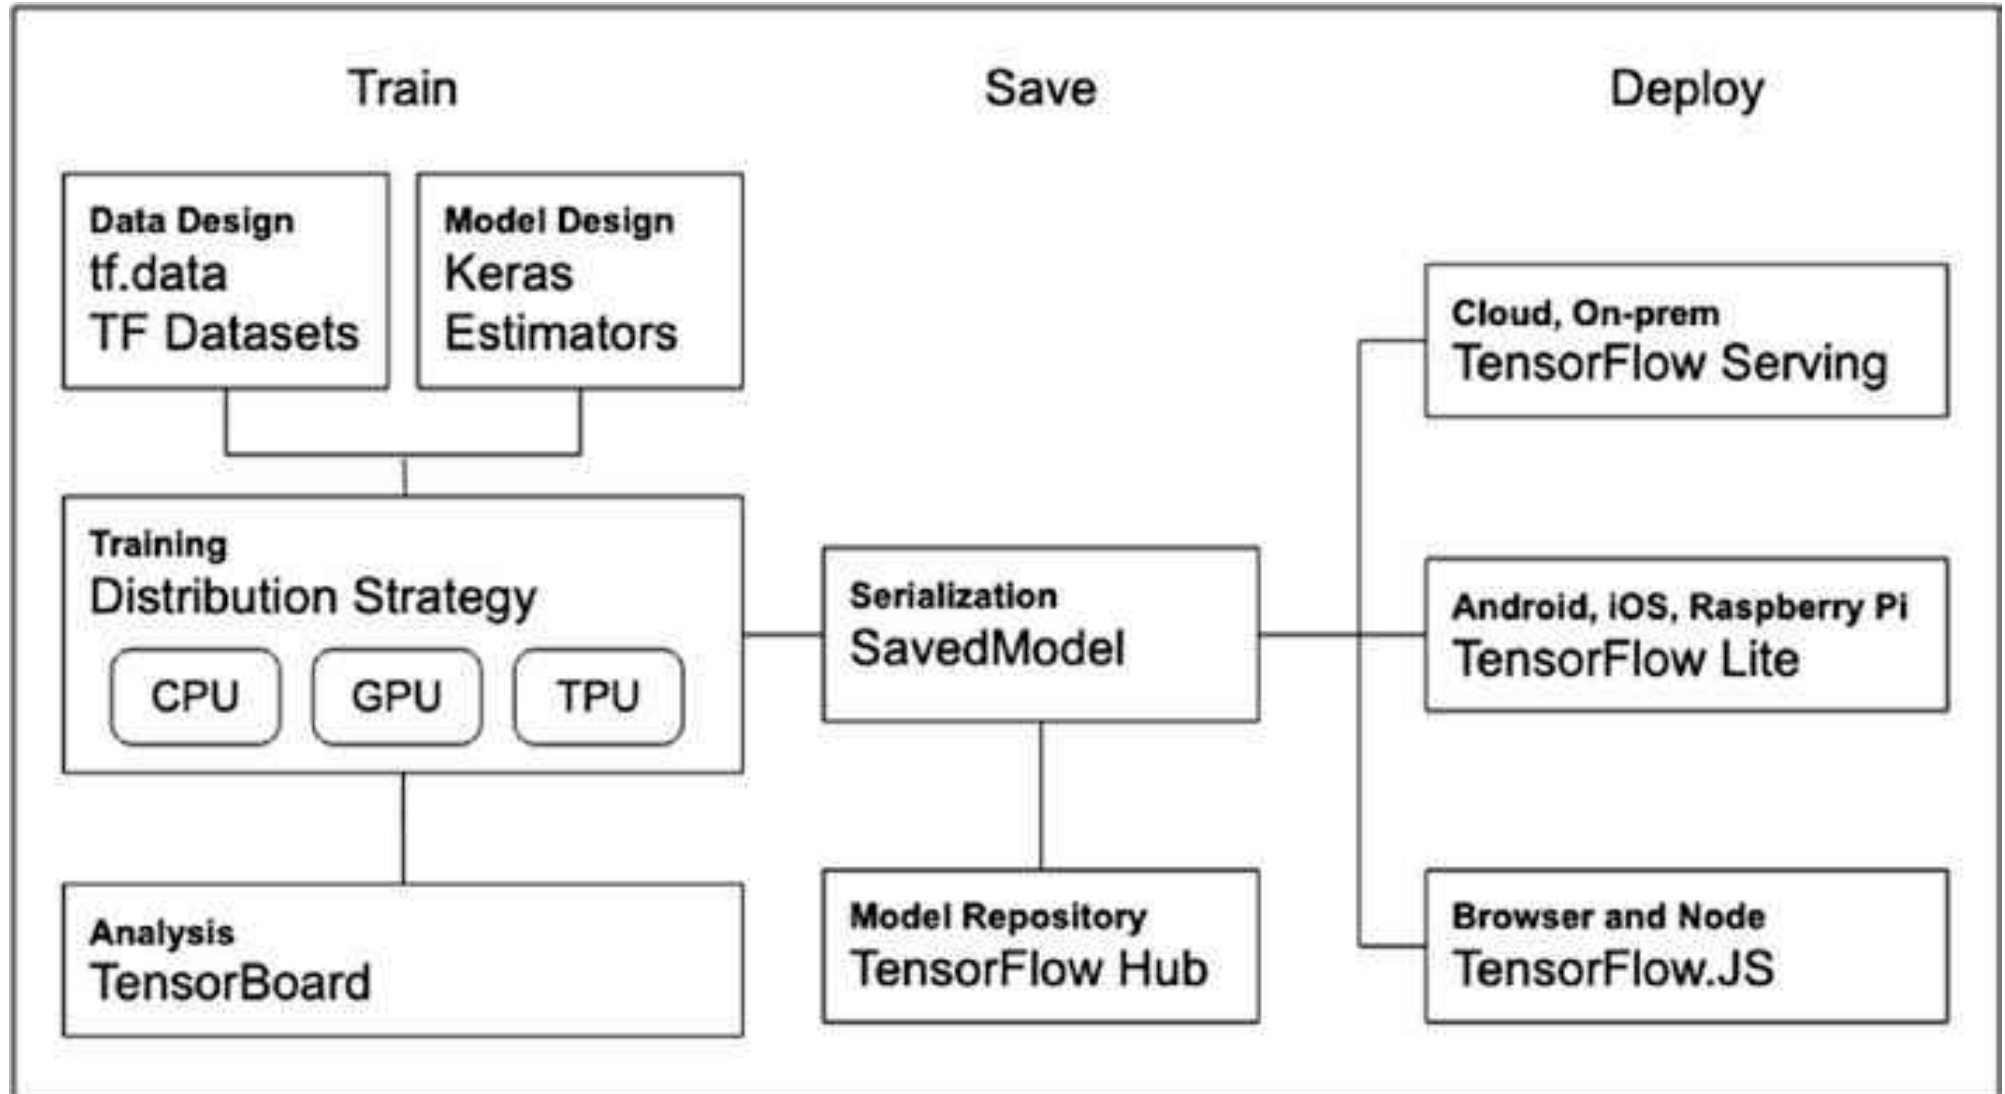 Train
Save
Deploy
Data Design
tf.data
TF Datasets
Model Design
Keras
Estimators
Training
Distribution Strategy
CPU
GPU
TPU
Analysis
TensorBoard
Serialization
SavedModel
Model Repository
TensorFlow Hub
Cloud, On-prem
TensorFlow Serving
Android, iOS, Raspberry Pi
TensorFlow Lite
Browser and Node
TensorFlow.JS